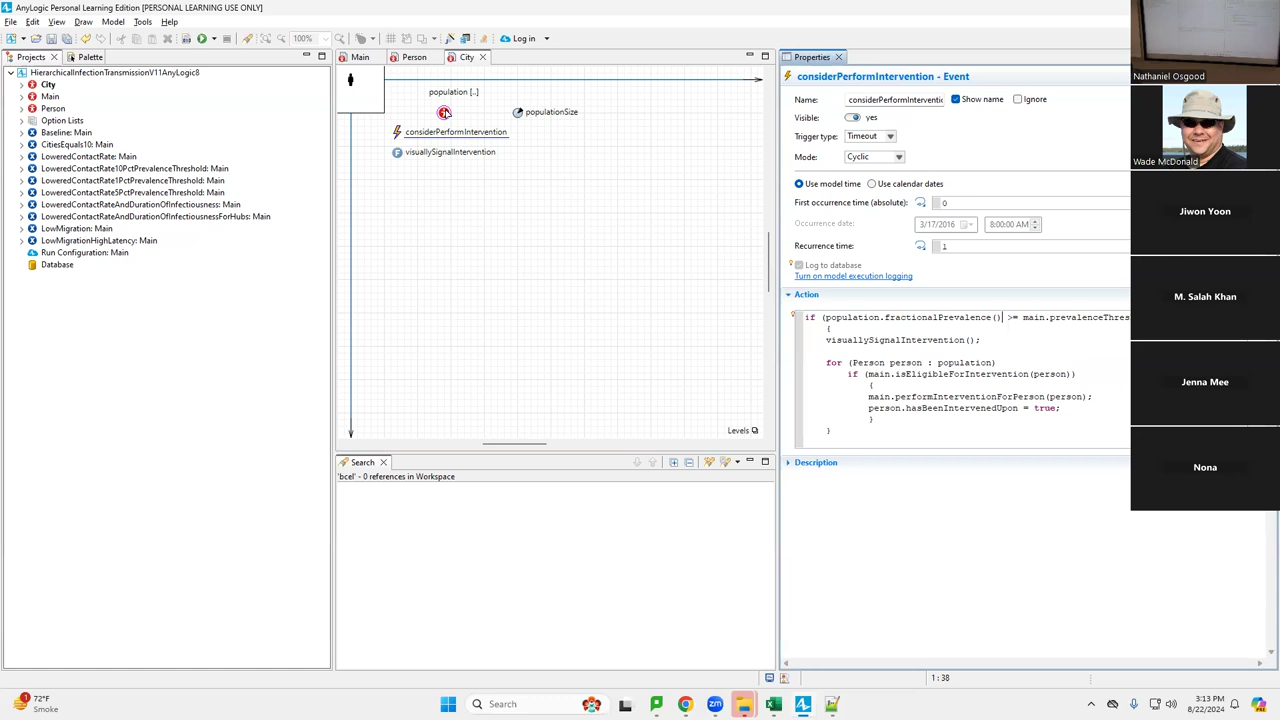 AnyLogic Personal Learning Edition [PERSONAL LEARNING USE ONLY]
File Edit View Draw Model Tools Help
100% Log in
Projects Palette
HierarchicalInfectionTransmissionV11AnyLogic8
City
Main
Person
Option Lists
Baseline: Main
CitiesEquals10: Main
LoweredContactRate: Main
LoweredContactRate10PctPrevalenceThreshold: Main
LoweredContactRate1PctPrevalenceThreshold: Main
LoweredContactRate5PctPrevalenceThreshold: Main
LoweredContactRateAndDurationOfInfectiousness: Main
LoweredContactRateAndDurationOfInfectiousnessForHubs: Main
LowMigration: Main
LowMigrationHighLatency: Main
Run Configuration: Main
Database
Main Person City
population [..]
populationSize
considerPerformIntervention
visuallySignalIntervention
Levels
Search
'bcel' - 0 references in Workspace
Properties
considerPerformIntervention - Event
Name: considerPerformInterventic Show name Ignore
Visible: yes
Trigger type: Timeout
Mode: Cyclic
Use model time Use calendar dates
First occurrence time (absolute): 0
Occurrence date: 3/17/2016 8:00:00 AM
Recurrence time: 1
Log to database
Turn on model execution logging
Action
if (population.fractionalPrevalence() >= main.prevalenceThres
{
visuallySignalIntervention();
for (Person person : population)
if (main.isEligibleForIntervention(person))
{
main.performInterventionForPerson(person);
person.hasBeenIntervenedUpon = true;
}
}
Description
1 : 38
Nathaniel Osgood
Wade McDonald
Jiwon Yoon
M. Salah Khan
Jenna Mee
Nona
1
72°F
Smoke
Search
3:13 PM
8/22/2024